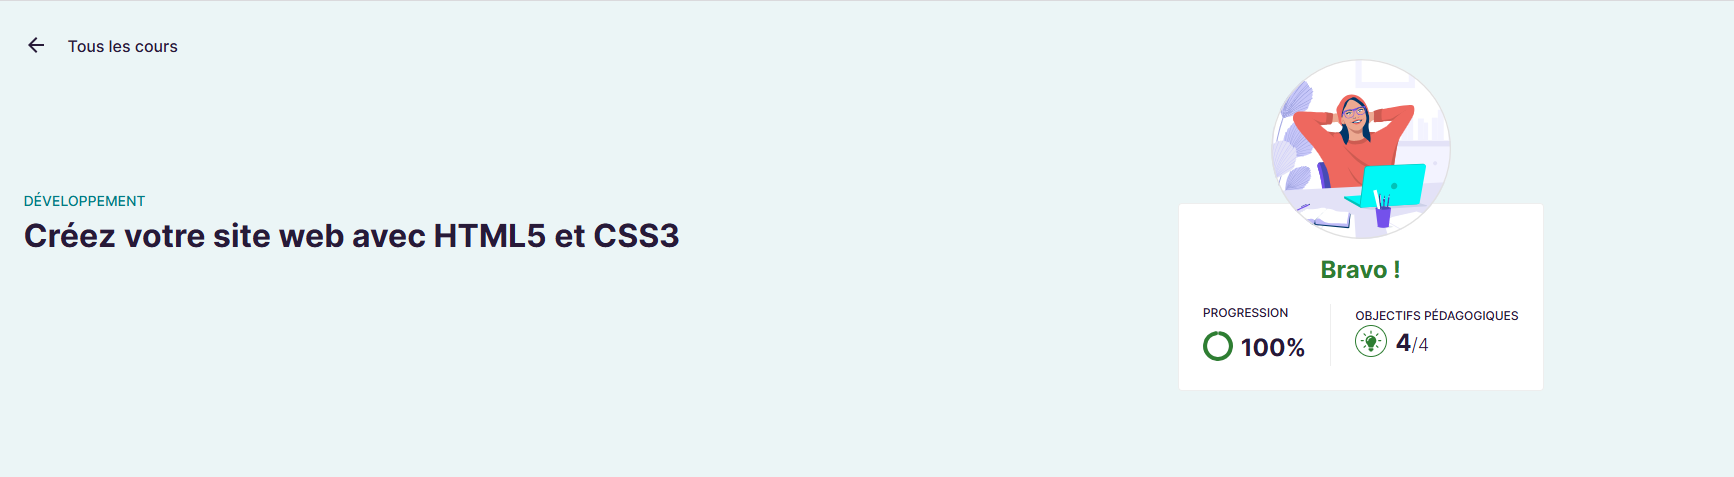 Tous les cours
DÉVELOPPEMENT
Créez votre site web avec HTML5 et CSS3
Bravo !
PROGRESSION
100%
OBJECTIFS PÉDAGOGIQUES
4/4